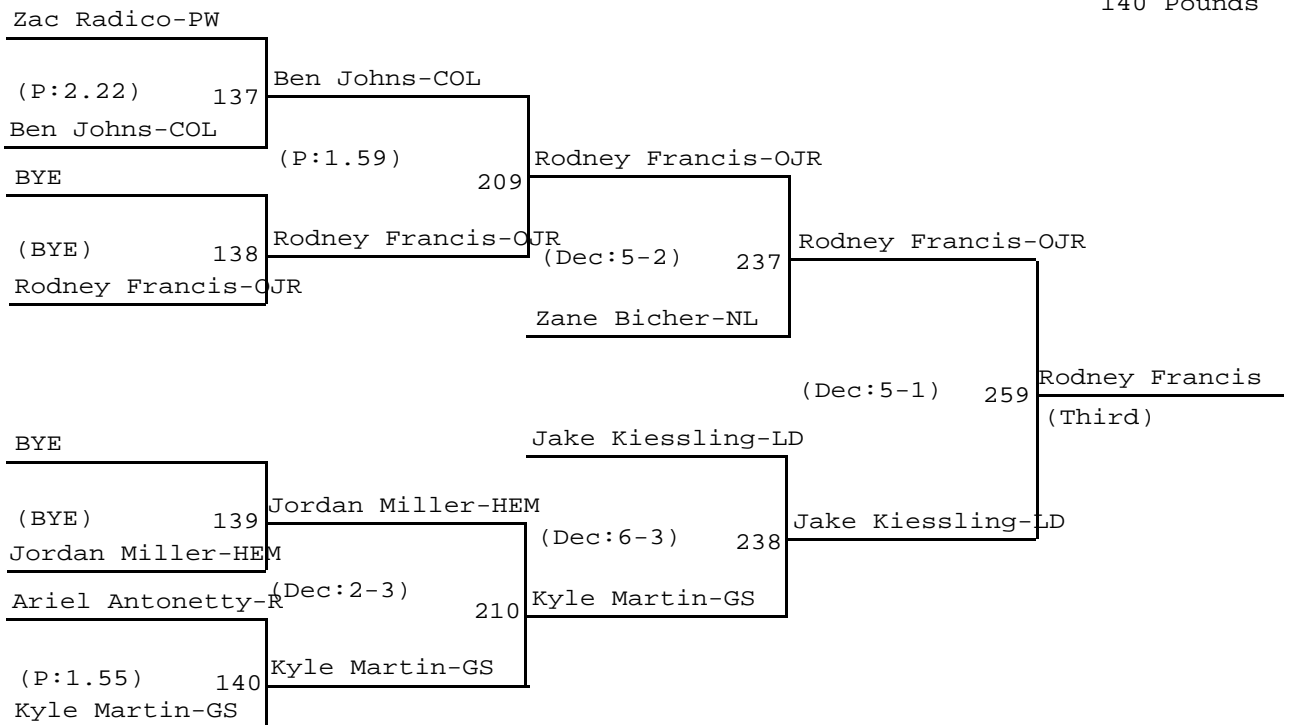 140 Pounds
Zac Radico-PW
Ben Johns-COL
(P:2.22)
137
Ben Johns-COL
(P:1.59)
Rodney Francis-OJR
BYE
209
Rodney Francis-OJR
Rodney Francis-OJR
(BYE)
138
(Dec:5-2)
237
Rodney Francis-OJR
Zane Bicher-NL
Rodney Francis
(Dec:5-1)
259
(Third)
BYE
Jake Kiessling-LD
Jordan Miller-HEM
(BYE)
139
Jake Kiessling-LD
(Dec:6-3)
238
Jordan Miller-HEM
(Dec:2-3)
Ariel Antonetty-R
Kyle Martin-GS
210
Kyle Martin-GS
(P:1.55)
140
Kyle Martin-GS